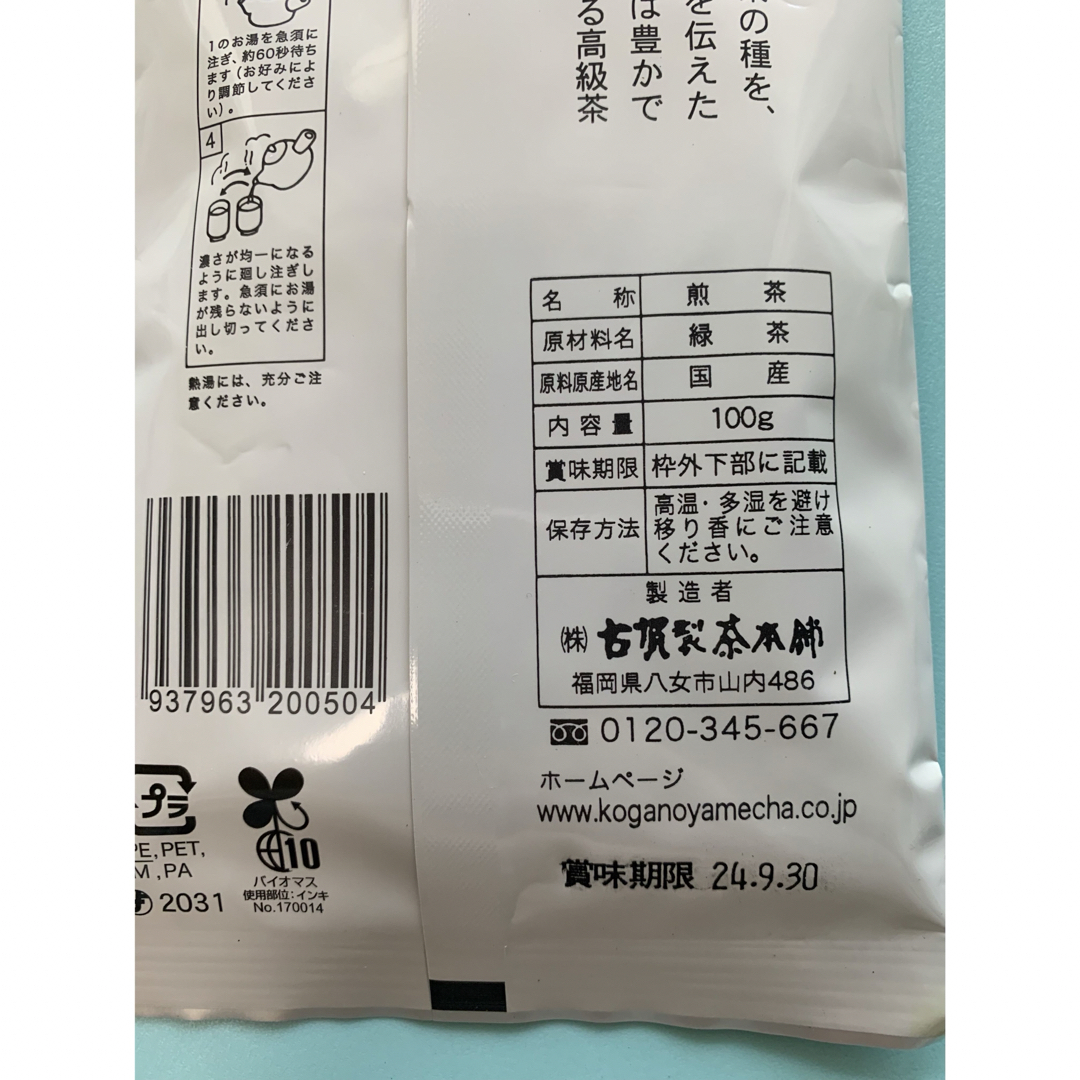 1のお湯を急須に
注ぎ、約60秒待ち
ます(お好みによ
り調節してくださ
い)。
4
濃さが均一になる
ように廻し注ぎし
ます。急須にお湯
が残らないように
出し切ってくださ
い。
熱湯には、充分ご注
意ください。
の種を、
を伝えた
は豊かで
る高級茶
名称 煎茶
原材料名 緑茶
原料原産地名 国産
内容量 100g
賞味期限 枠外下部に記載
保存方法 高温・多湿を避け
移り香にご注意
ください。
製造者
㈱古賀製茶本舗
福岡県八女市山内486
0120-345-667
ホームページ
www.koganoyamecha.co.jp
賞味期限 24.9.30
937963 200504
プラ
PE,PET,
M,PA
2031
10
バイオマス
使用部位:インキ
No.170014